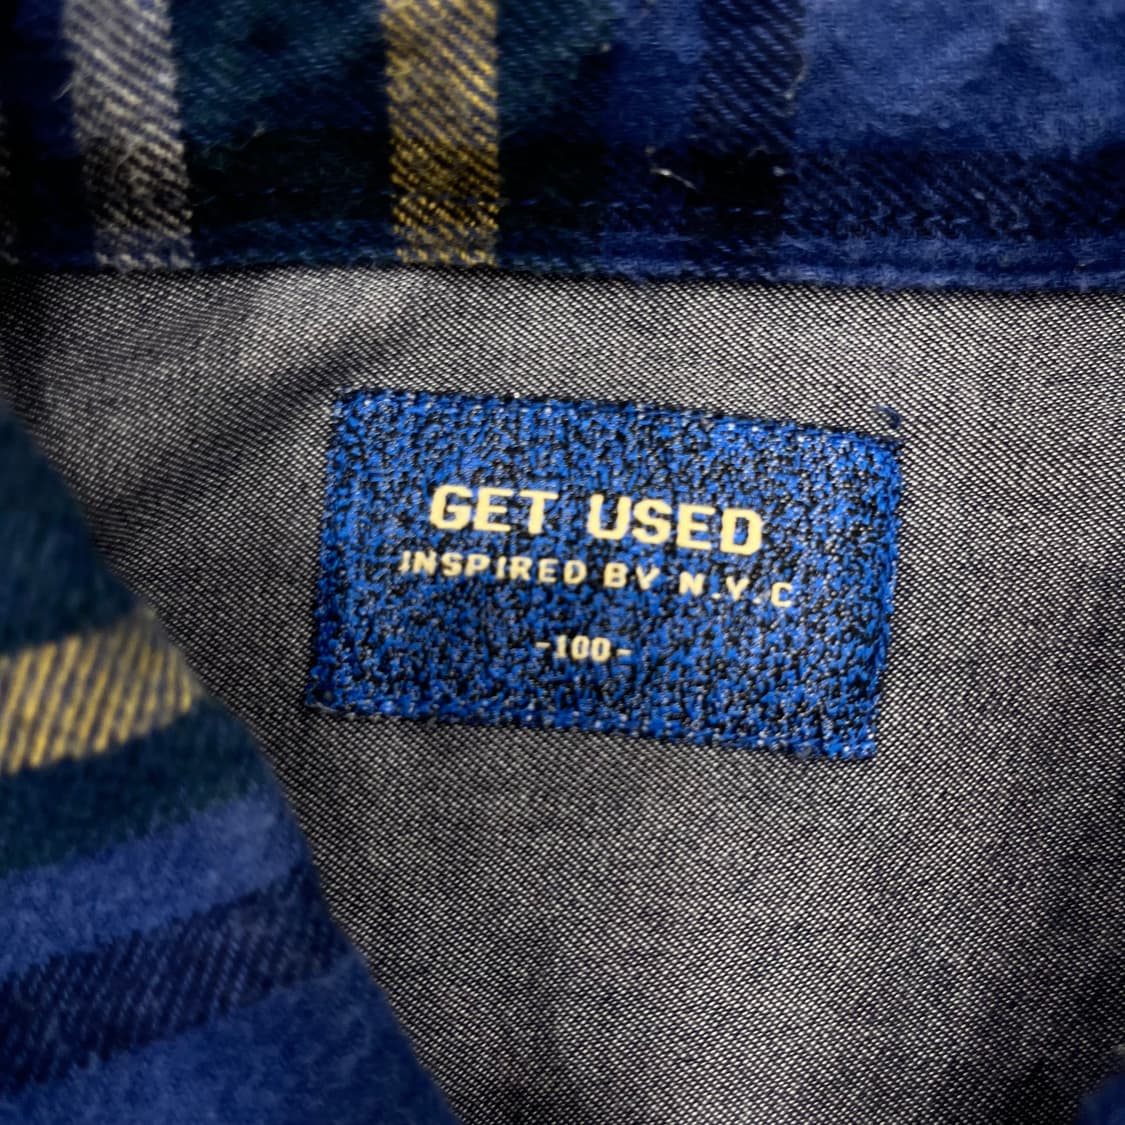 GET USED
INSPIRED BY N.Y.C
-100-